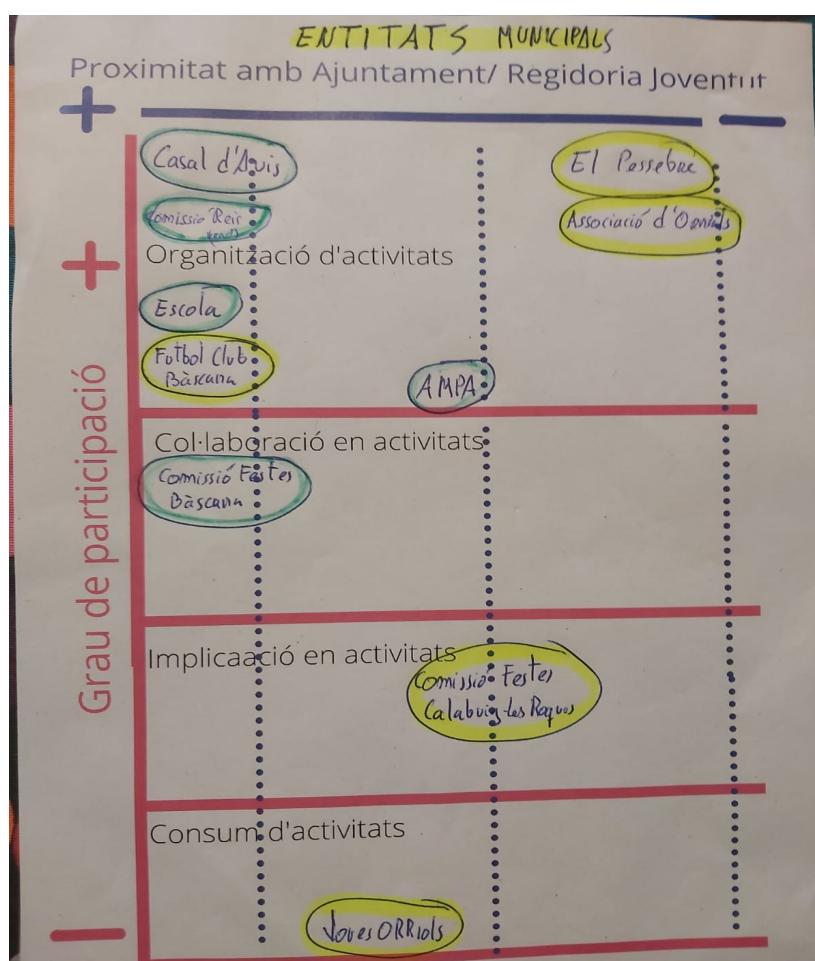 ENTITATS MUNICIPALS
Proximitat amb Ajuntament/ Regidoria Joventut
+ −
Casal d'Avis
El Pessebre
Comissió Reis
Associació d'
+
Organització d'activitats
Escola
Futbol Club
Bàscara
AMPA
Grau de participació
Col·laboració en activitats
Comissió Festes
Bàscara
Implicaació en activitats
Comissió Festes
Calabuig-les Roques
Consum d'activitats
Joves ORRiols
−